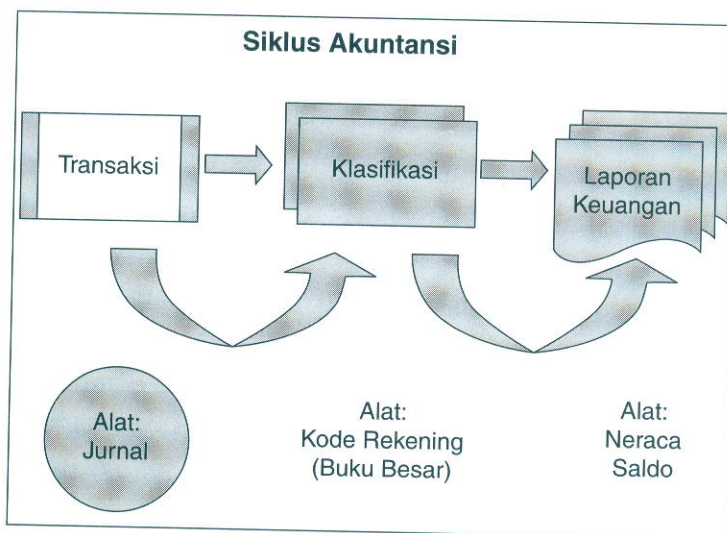 Siklus Akuntansi
Transaksi
Klasifikasi
Laporan
Keuangan
Alat:
Jurnal
Alat:
Kode Rekening
(Buku Besar)
Alat:
Neraca
Saldo